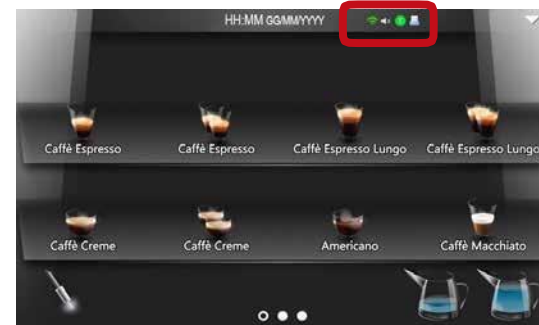 HH:MM GG/MM/YYYY
Caffè Espresso Caffè Espresso Caffè Espresso Lungo Caffè Espresso Lungo
Caffè Creme Caffè Creme Americano Caffè Macchiato